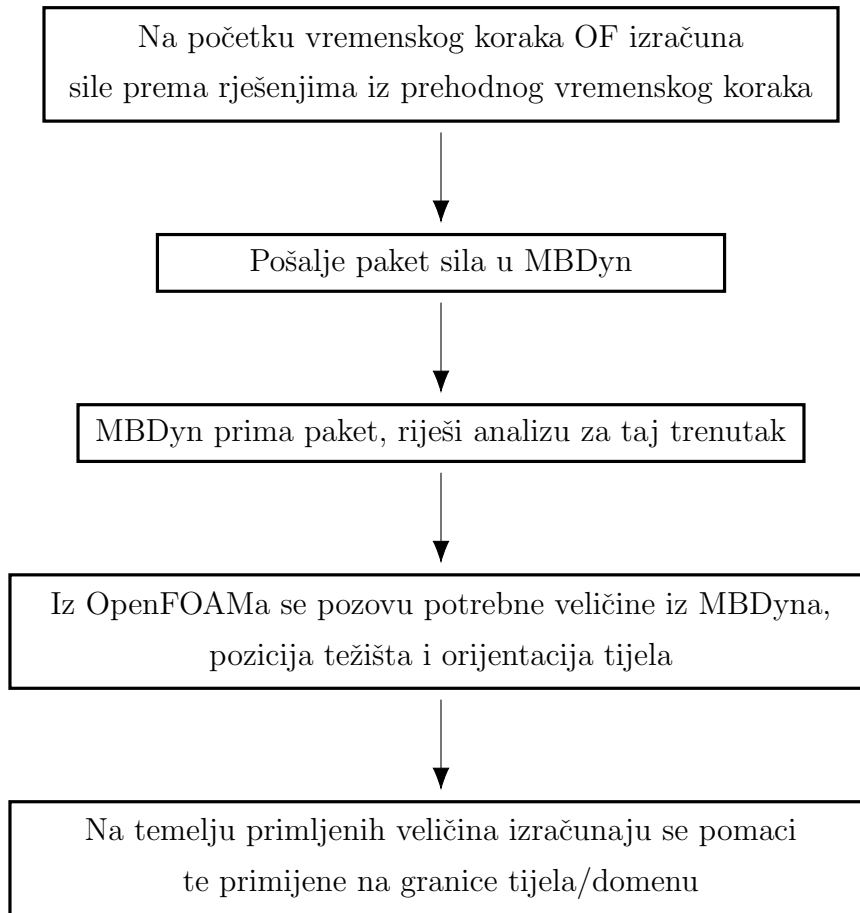 Na početku vremenskog koraka OF izračuna
sile prema rješenjima iz prehodnog vremenskog koraka
Pošalje paket sila u MBDyn
MBDyn prima paket, riješi analizu za taj trenutak
Iz OpenFOAMa se pozovu potrebne veličine iz MBDyna,
pozicija težišta i orijentacija tijela
Na temelju primljenih veličina izračunaju se pomaci
te primijene na granice tijela/domenu